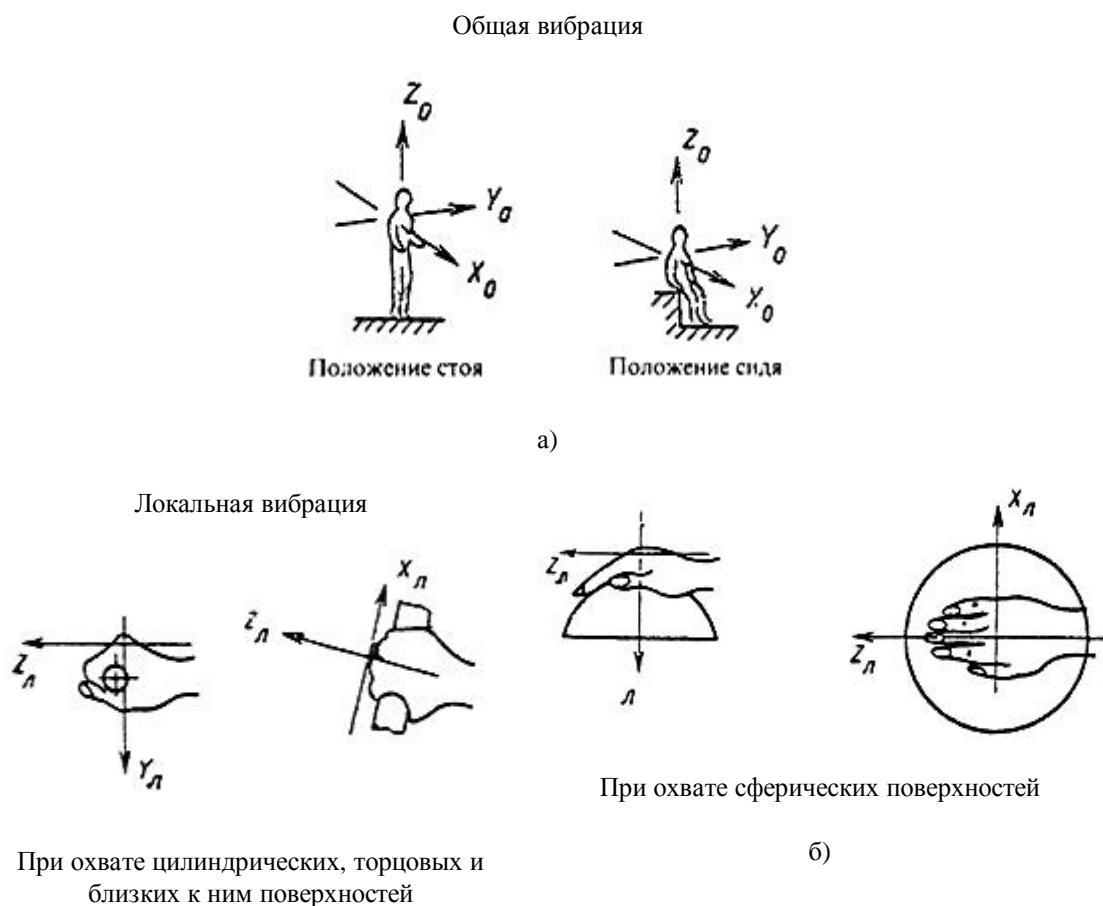 Общая вибрация
Z₀
Y₀
X₀
Положение стоя
Z₀
Y₀
Y₀
Положение сидя
а)
Локальная вибрация
Zл
Yл
Xл
Zл
При охвате цилиндрических, торцовых и
близких к ним поверхностей
Zл
л
Xл
Zл
При охвате сферических поверхностей
б)